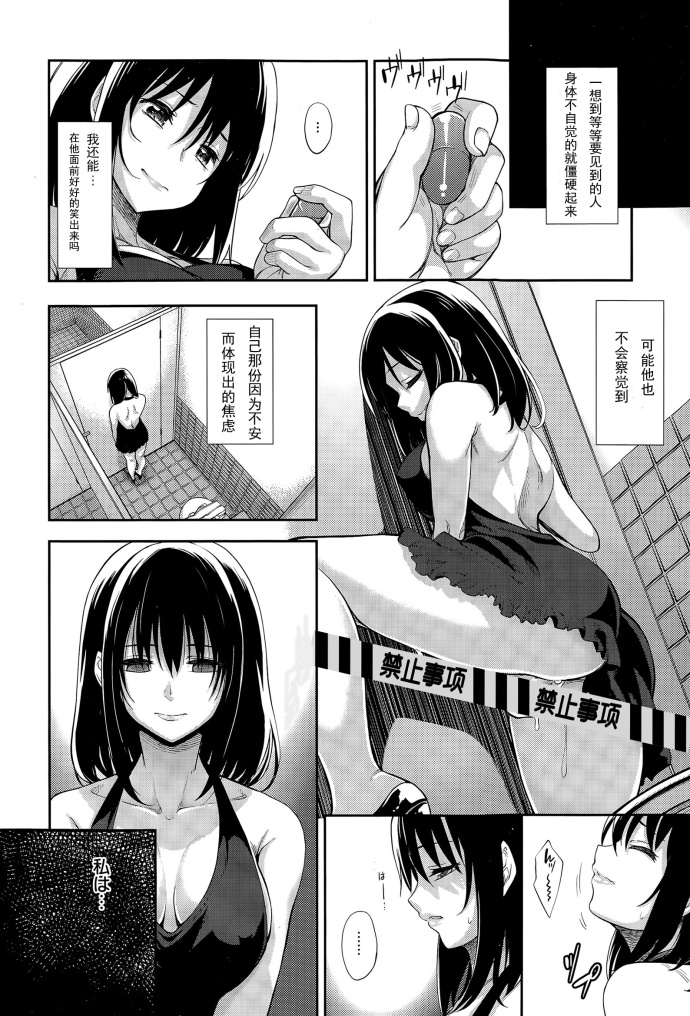 一想到等等要见到的人
身体不自觉的就僵硬起来
ヴヴヴヴ
…
我还能…
在他面前好好的笑出来吗
可能他也
不会察觉到
自己那份因为不安
而体现出的焦虑
禁止事项
禁止事项
んっ
ツプ
はー
……
私は…